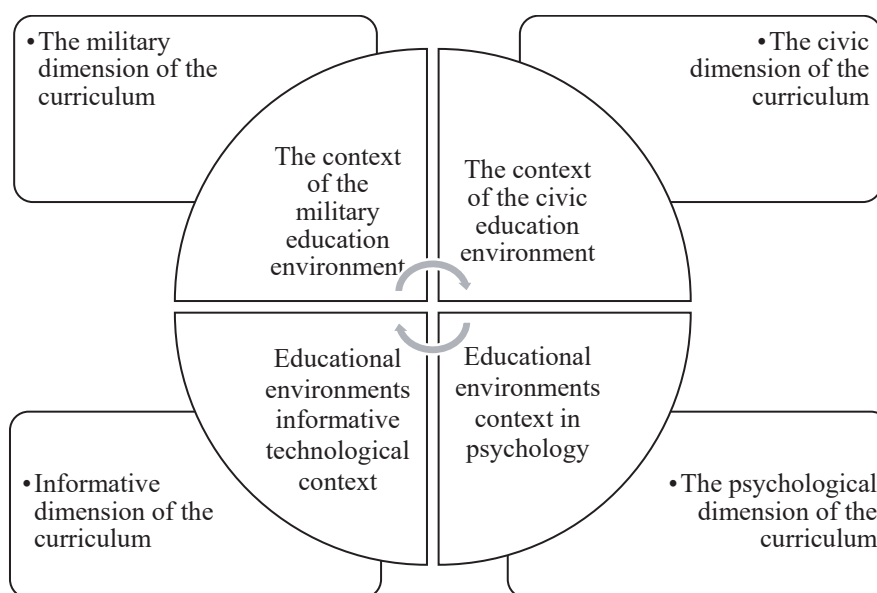 •The military
dimension of the
curriculum
•The civic
dimension of the
curriculum
The context
of the
military
education
environment
The context
of the civic
education
environment
Educational
environments
informative
technological
context
Educational
environments
context in
psychology
•Informative
dimension of the
curriculum
•The psychological
dimension of the
curriculum